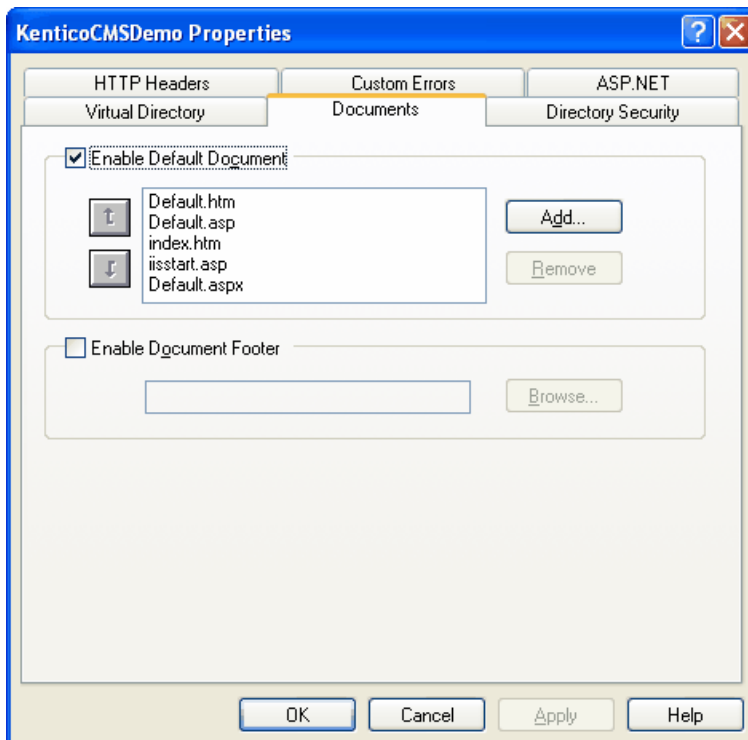 KenticoCMSDemo Properties
HTTP Headers Custom Errors ASP.NET
Virtual Directory Documents Directory Security
Enable Default Document
Default.htm
Default.asp
index.htm
iisstart.asp
Default.aspx
Add...
Remove
Enable Document Footer
Browse...
OK Cancel Apply Help